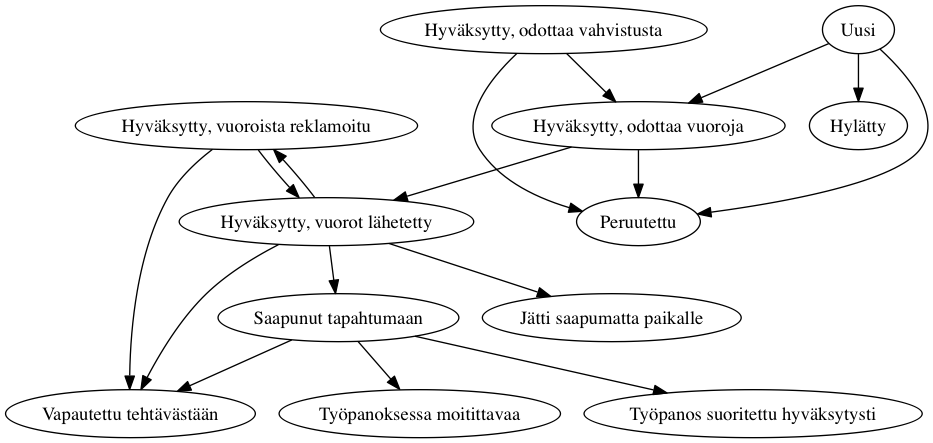 Hyväksytty, odottaa vahvistusta
Uusi
Hyväksytty, vuoroista reklamoitu
Hyväksytty, odottaa vuoroja
Hylätty
Hyväksytty, vuorot lähetetty
Peruutettu
Saapunut tapahtumaan
Jätti saapumatta paikalle
Vapautettu tehtävästään
Työpanoksessa moitittavaa
Työpanos suoritettu hyväksytysti